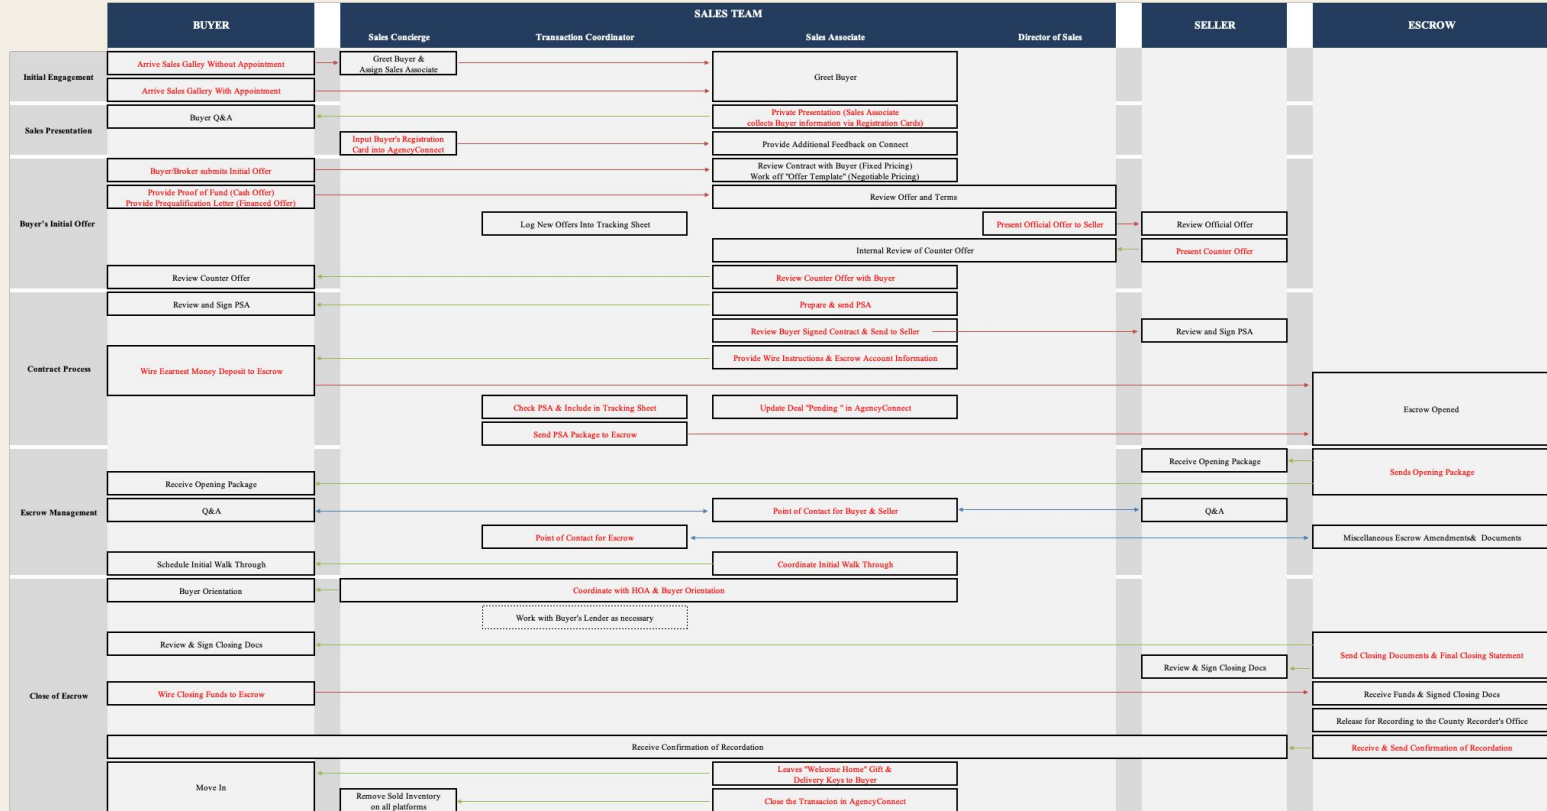 BUYER
SALES TEAM
SELLER
ESCROW
Sales Concierge
Transaction Coordinator
Sales Associate
Director of Sales
Initial Engagement
Arrive Sales Galley Without Appointment
Greet Buyer &
Assign Sales Associate
Greet Buyer
Arrive Sales Gallery With Appointment
Sales Presentation
Buyer Q&A
Private Presentation (Sales Associate
collects Buyer information via Registration Cards)
Input Buyer's Registration
Card into AgencyConnect
Provide Additional Feedback on Connect
Buyer's Initial Offer
Buyer/Broker submits Initial Offer
Review Contract with Buyer (Fixed Pricing)
Work off "Offer Template" (Negotiable Pricing)
Provide Proof of Fund (Cash Offer)
Provide Prequalification Letter (Financed Offer)
Review Offer and Terms
Log New Offers Into Tracking Sheet
Present Official Offer to Seller
Review Official Offer
Internal Review of Counter Offer
Present Counter Offer
Review Counter Offer
Review Counter Offer with Buyer
Contract Process
Review and Sign PSA
Prepare & send PSA
Review Buyer Signed Contract & Send to Seller
Review and Sign PSA
Wire Eearnest Money Deposit to Escrow
Provide Wire Instructions & Escrow Account Information
Escrow Opened
Check PSA & Include in Tracking Sheet
Update Deal "Pending " in AgencyConnect
Send PSA Package to Escrow
Escrow Management
Receive Opening Package
Sends Opening Package
Receive Opening Package
Q&A
Point of Contact for Buyer & Seller
Q&A
Point of Contact for Escrow
Miscellaneous Escrow Amendments& Documents
Schedule Initial Walk Through
Coordinate Initial Walk Through
Close of Escrow
Buyer Orientation
Coordinate with HOA & Buyer Orientation
Work with Buyer's Lender as necessary
Review & Sign Closing Docs
Send Closing Documents & Final Closing Statement
Review & Sign Closing Docs
Wire Closing Funds to Escrow
Receive Funds & Signed Closing Docs
Release for Recording to the County Recorder's Office
Receive Confirmation of Recordation
Receive & Send Confirmation of Recordation
Move In
Leaves "Welcome Home" Gift &
Delivery Keys to Buyer
Remove Sold Inventory
on all platforms
Close the Transacion in AgencyConnect